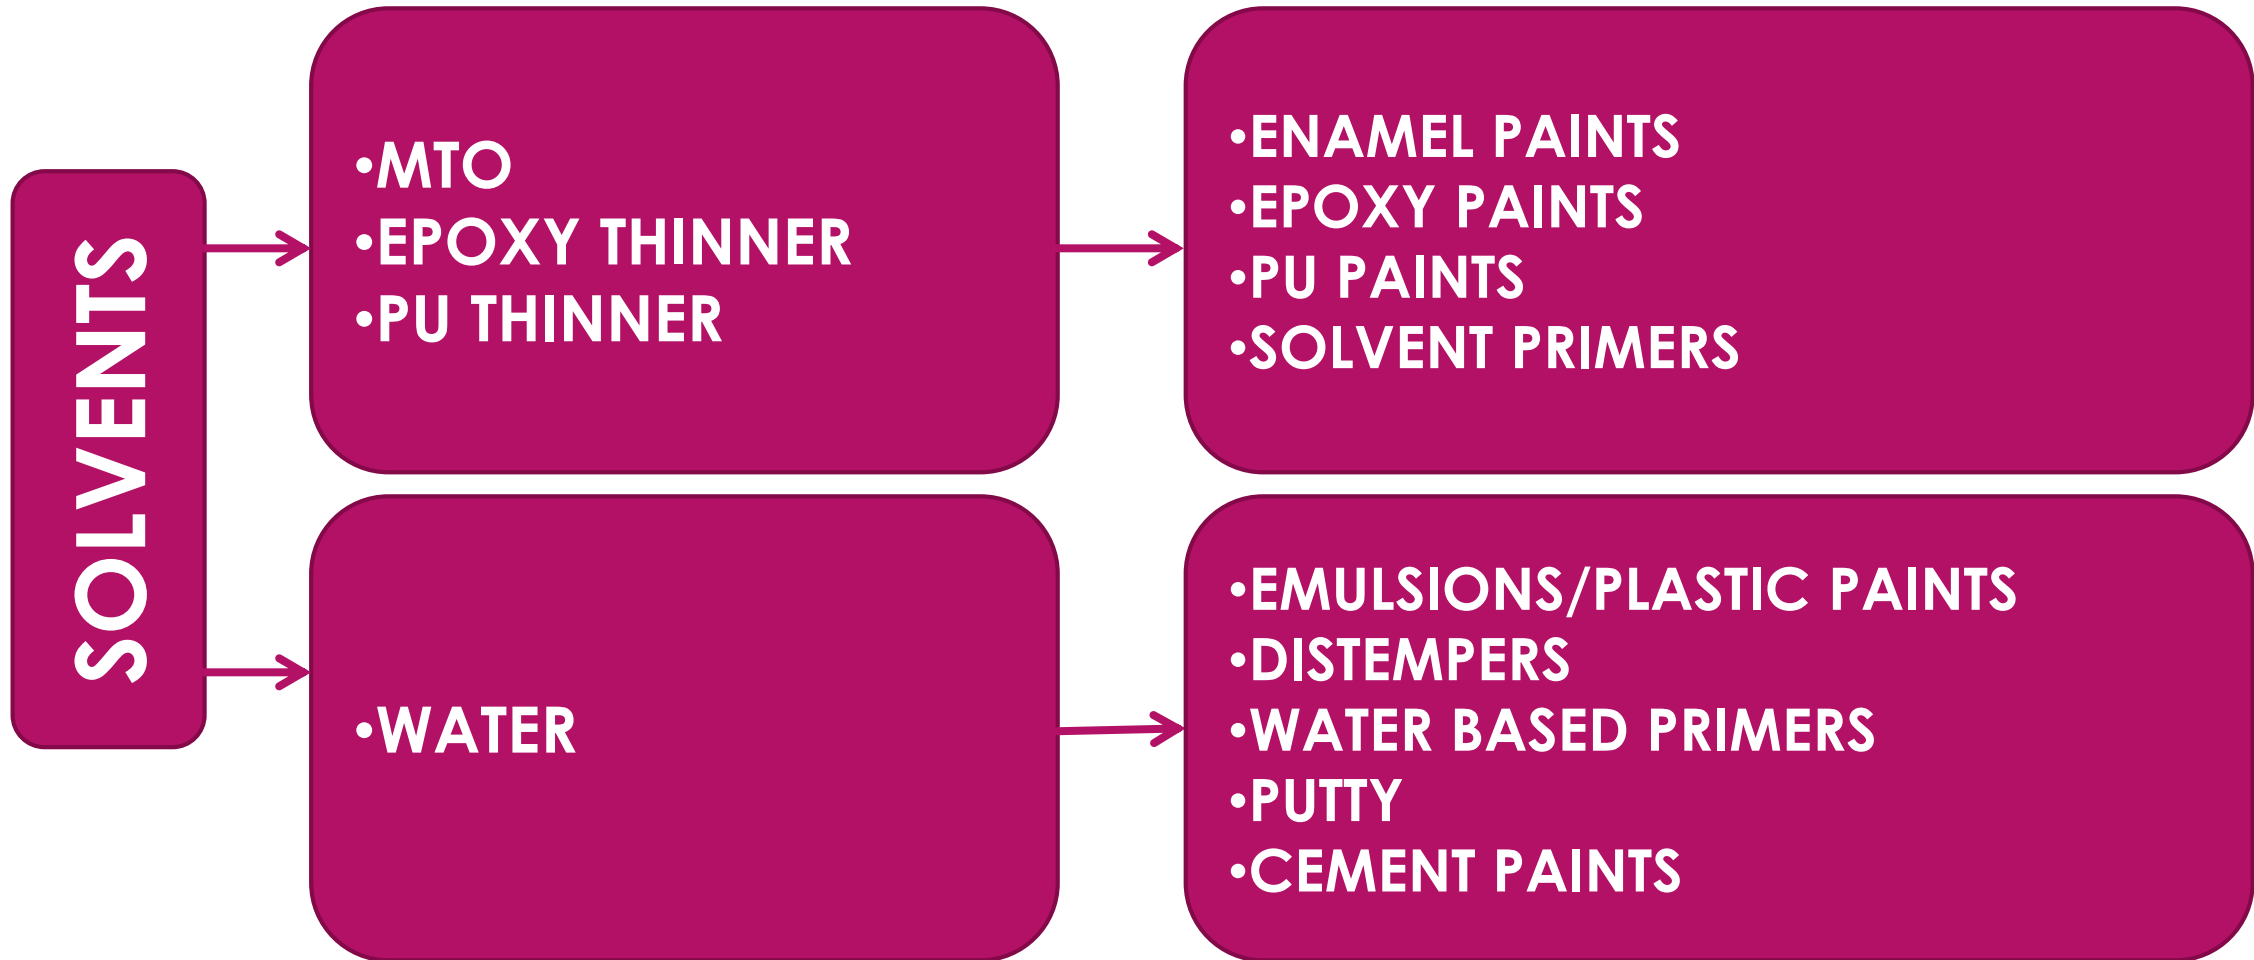 SOLVENTS
•MTO
•EPOXY THINNER
•PU THINNER
•ENAMEL PAINTS
•EPOXY PAINTS
•PU PAINTS
•SOLVENT PRIMERS
•WATER
•EMULSIONS/PLASTIC PAINTS
•DISTEMPERS
•WATER BASED PRIMERS
•PUTTY
•CEMENT PAINTS